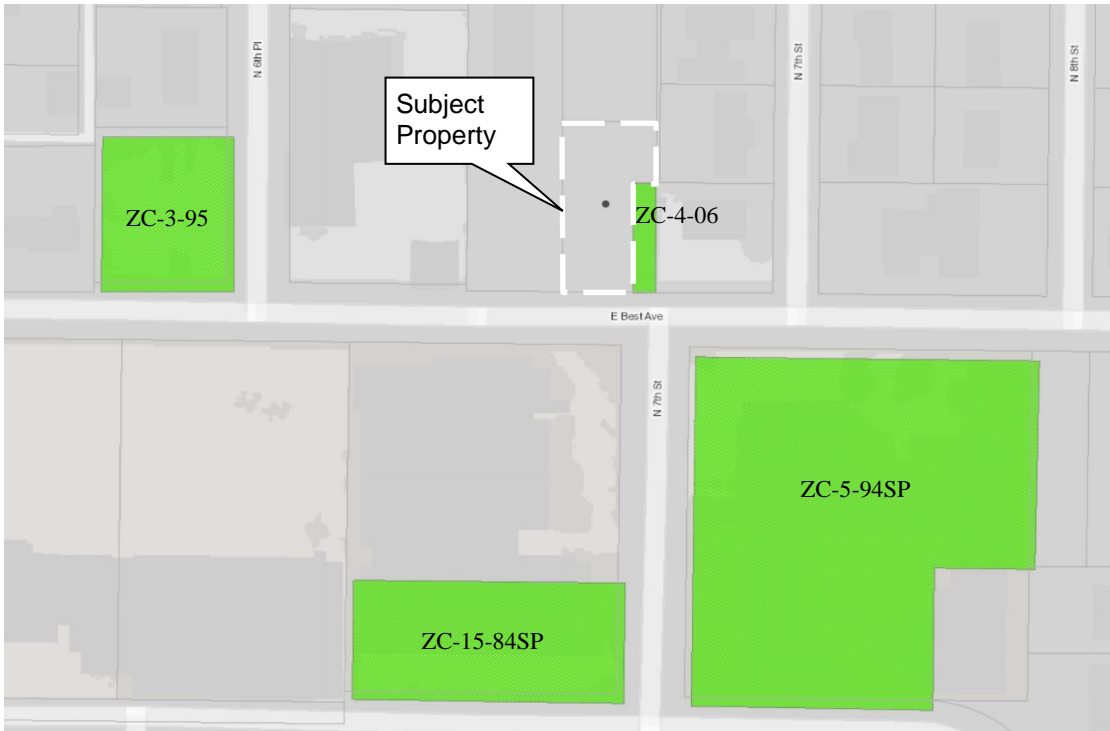 N 6th Pl
N 7th St
N 8th St
Subject
Property
ZC-3-95
ZC-4-06
E Best Ave
N 7th St
ZC-5-94SP
ZC-15-84SP